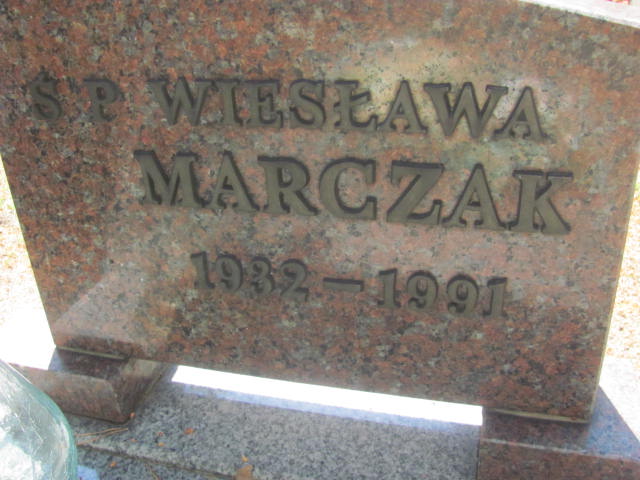 Ś P WIESŁAWA
MARCZAK
1932 – 1991